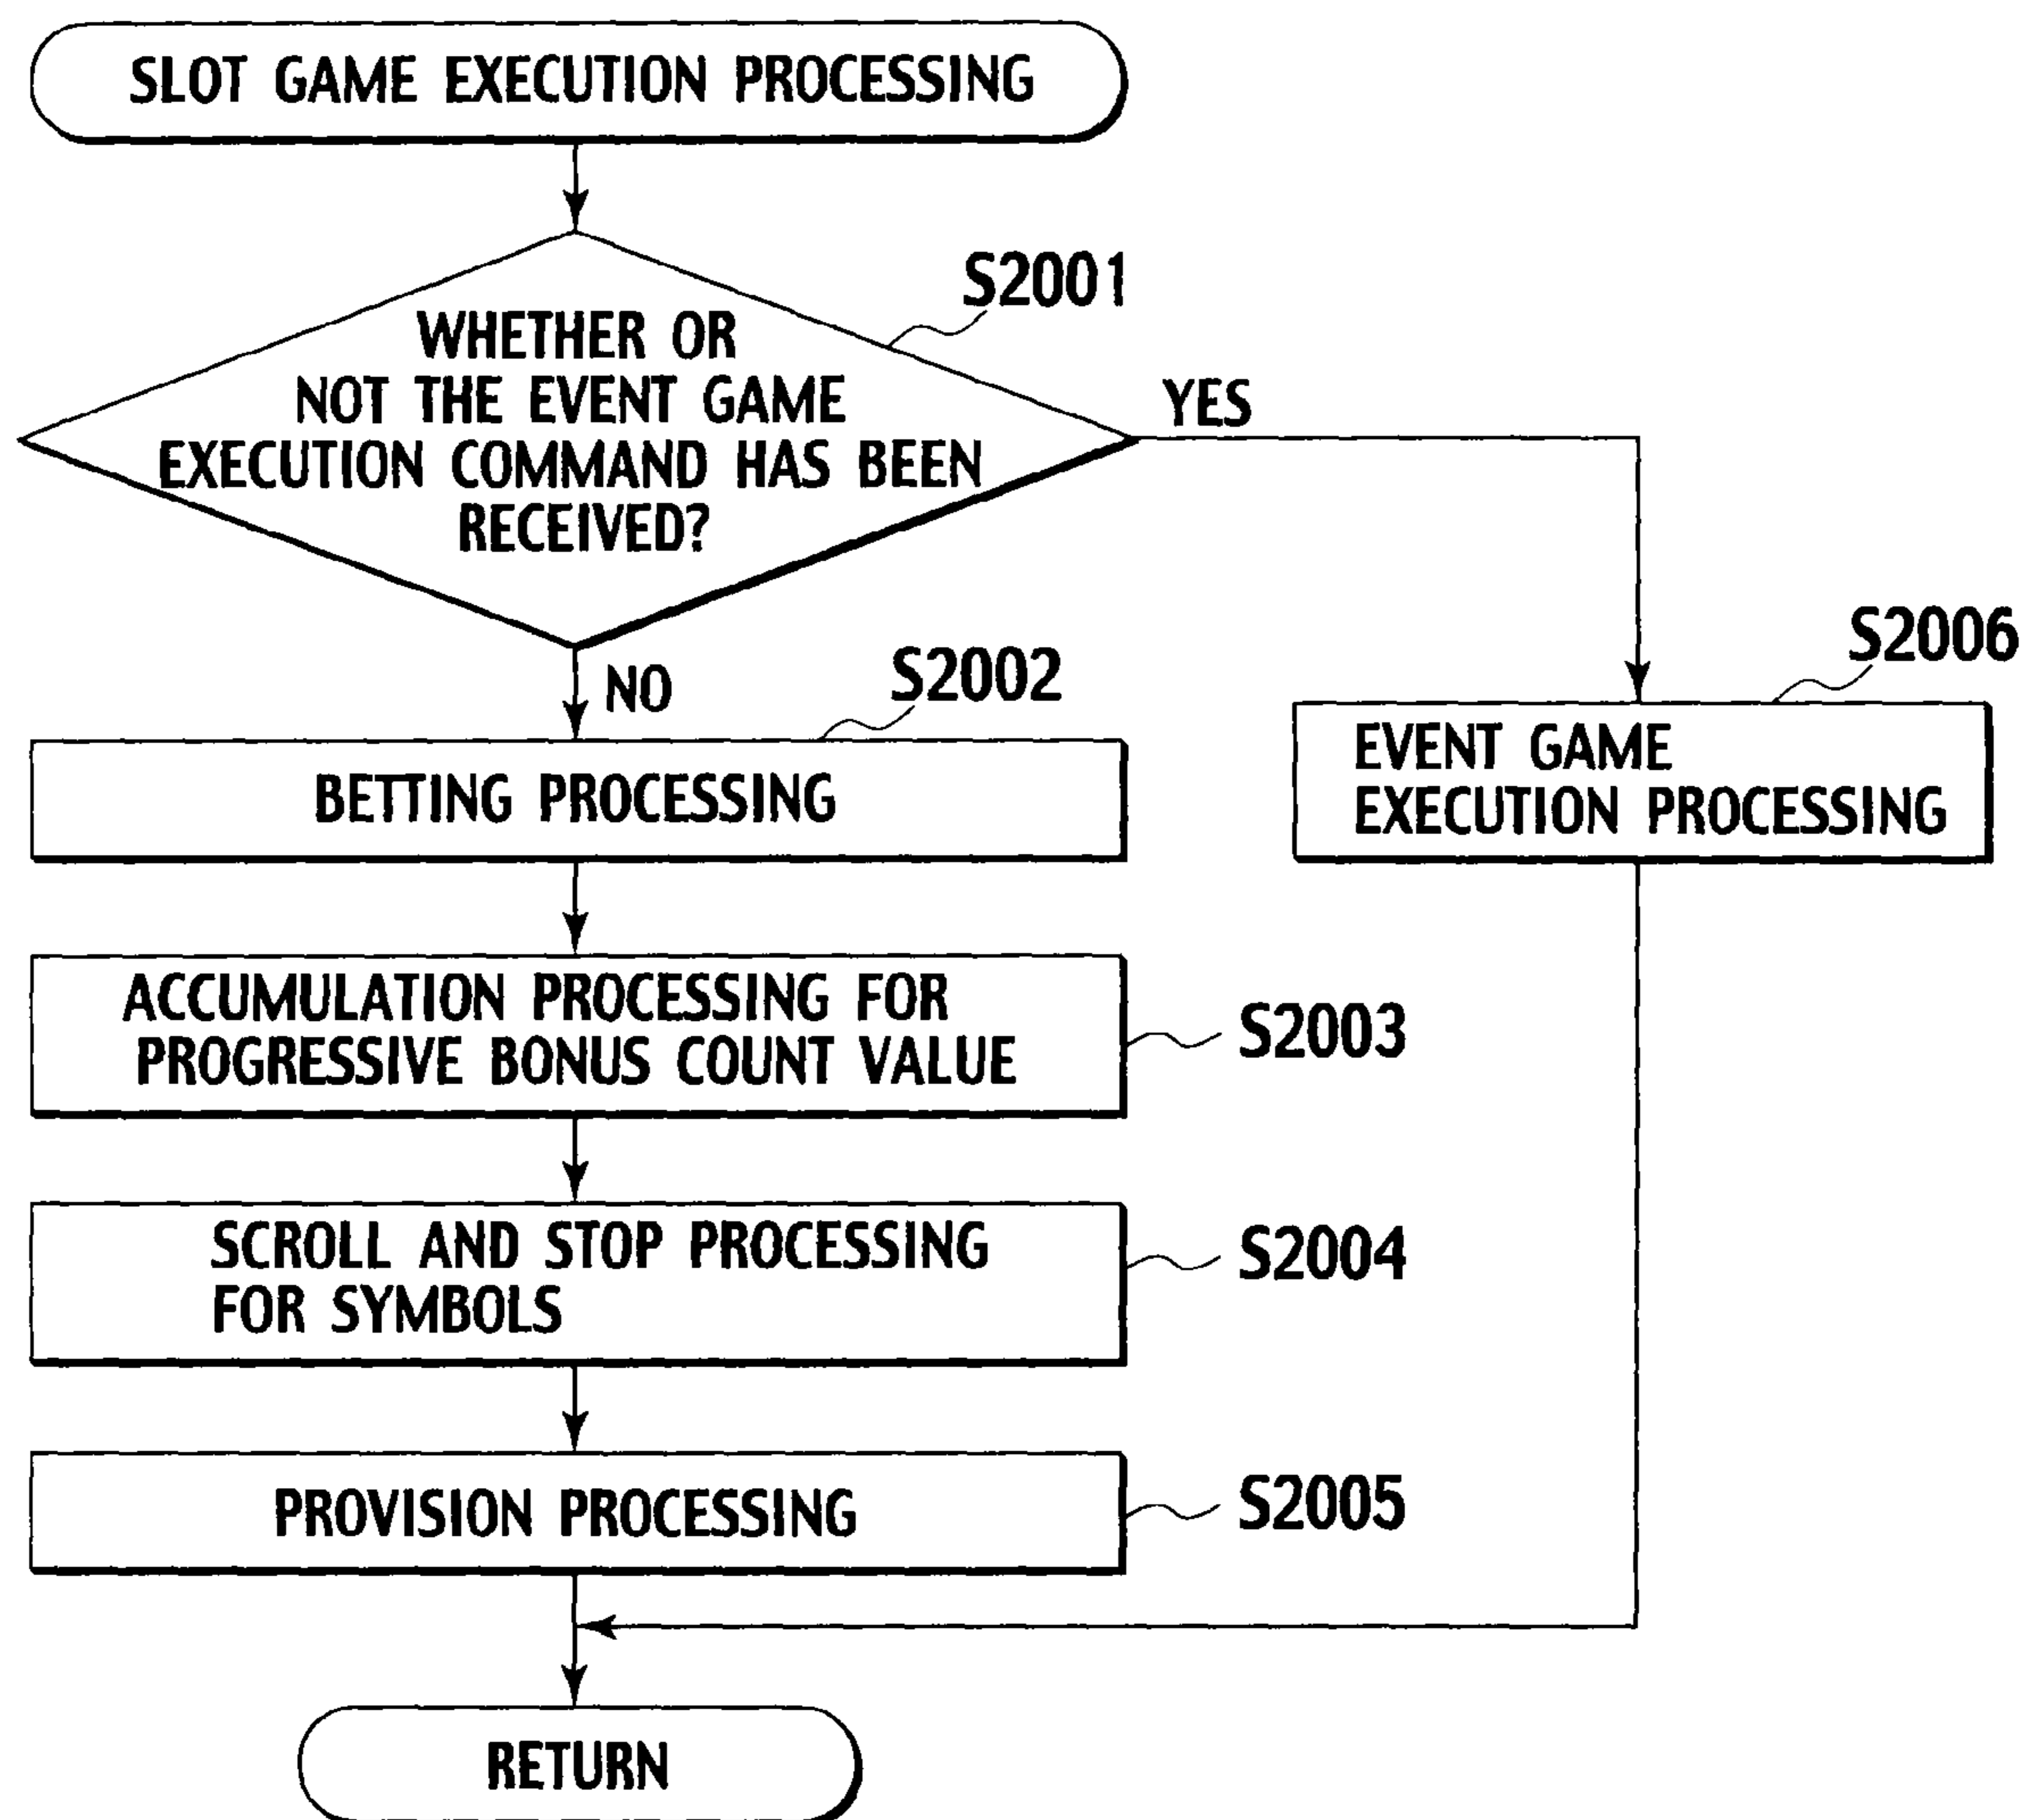 SLOT GAME EXECUTION PROCESSING
S2001
WHETHER OR
NOT THE EVENT GAME
EXECUTION COMMAND HAS BEEN
RECEIVED?
YES
NO
S2002
BETTING PROCESSING
S2006
EVENT GAME
EXECUTION PROCESSING
ACCUMULATION PROCESSING FOR
PROGRESSIVE BONUS COUNT VALUE
S2003
SCROLL AND STOP PROCESSING
FOR SYMBOLS
S2004
PROVISION PROCESSING
S2005
RETURN